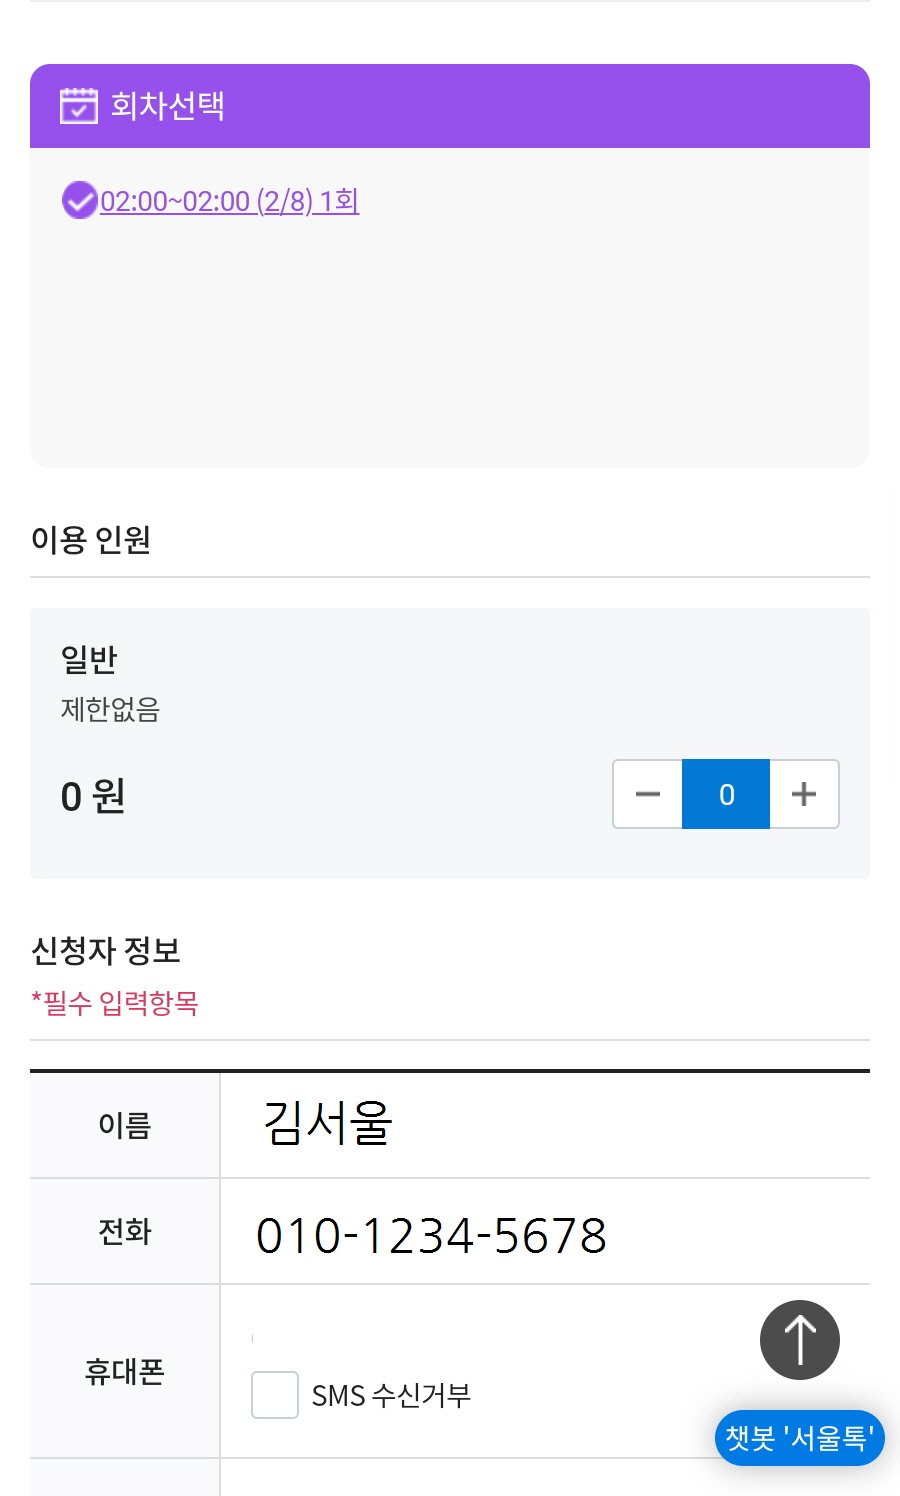 회차선택
02:00~02:00 (2/8) 1회
이용 인원
일반
제한없음
0 원
0
신청자 정보
*필수 입력항목
이름 김서울
전화 010-1234-5678
휴대폰
SMS 수신거부
챗봇 '서울톡'